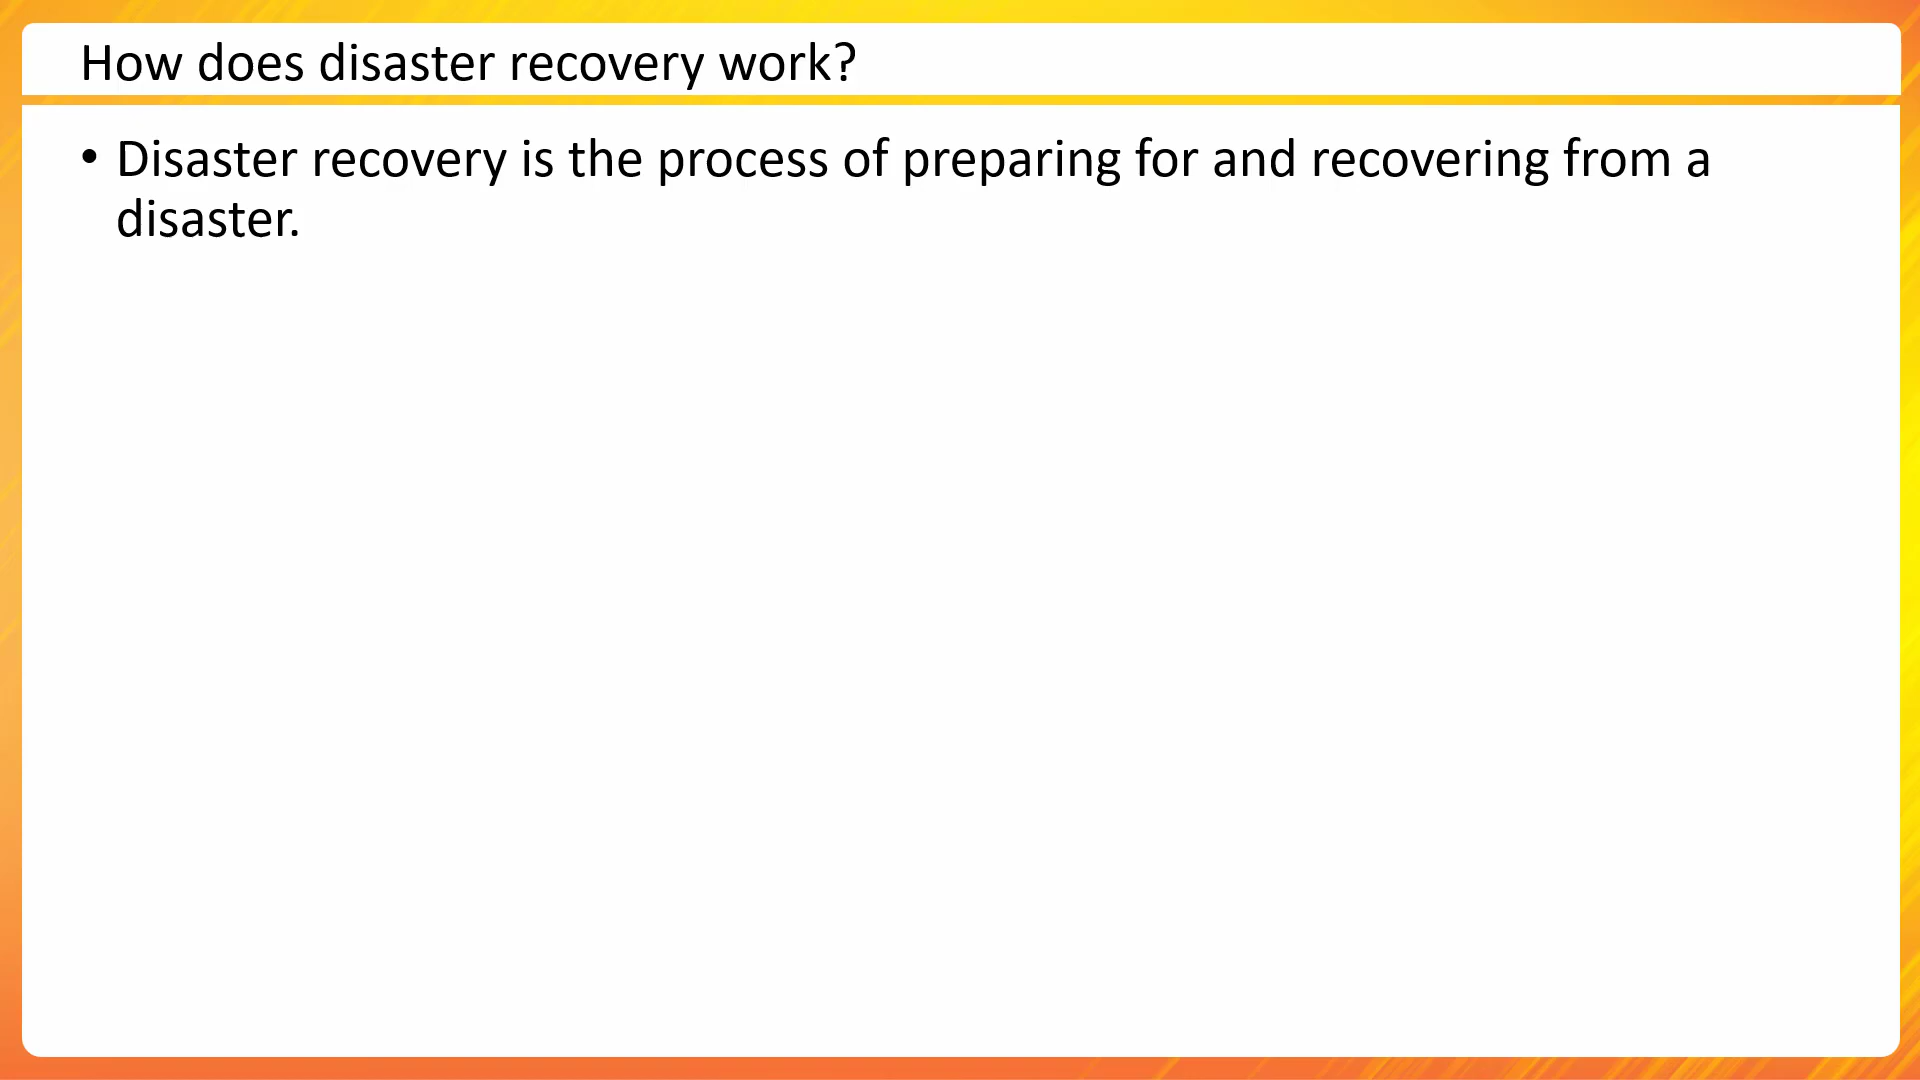 How does disaster recovery work?
• Disaster recovery is the process of preparing for and recovering from a
disaster.